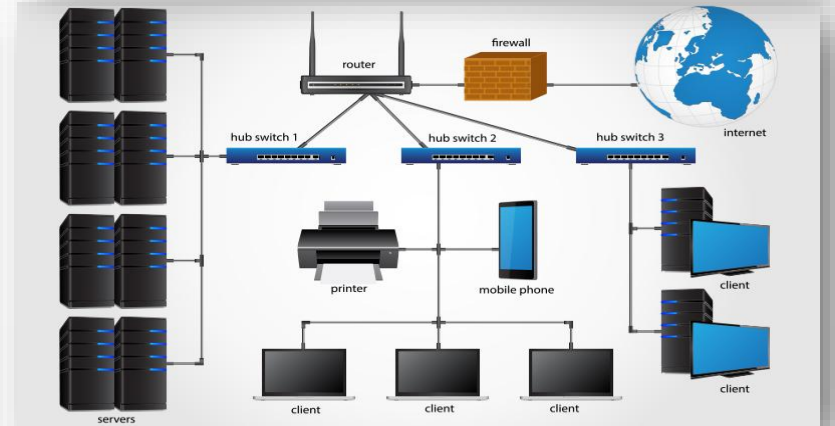 firewall
router
internet
hub switch 1
hub switch 2
hub switch 3
printer
mobile phone
client
client
client
client
client
servers